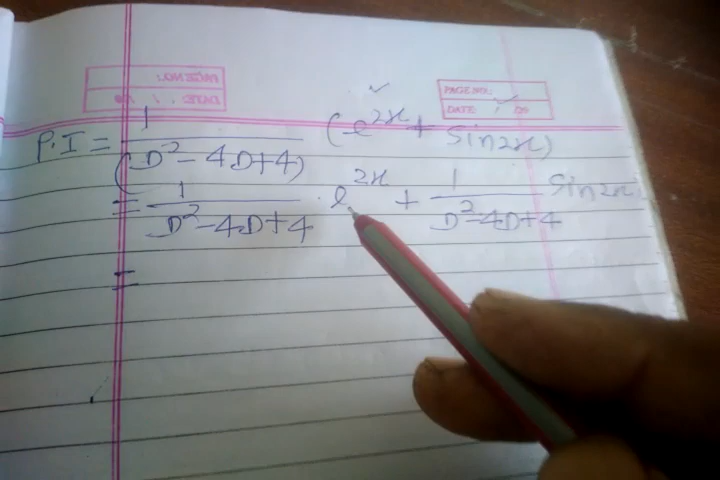 PAGE NO.:
DATE: / /20
P.I = 1/(D² - 4D + 4) (e^2x + Sin2x)
= 1/D² - 4D + 4 · e^2x + 1/D² - 4D + 4 Sin2x
=